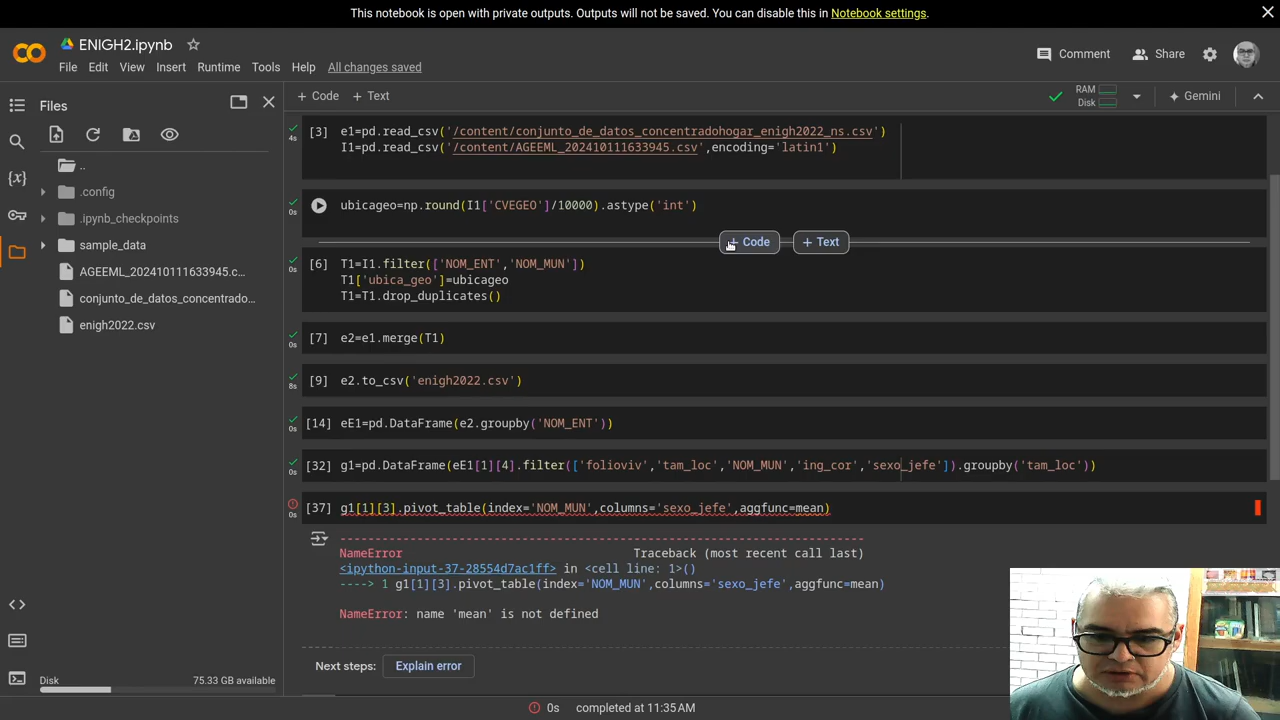 This notebook is open with private outputs. Outputs will not be saved. You can disable this in Notebook settings.
ENIGH2.ipynb
File Edit View Insert Runtime Tools Help All changes saved
Comment
Share
Files
+ Code + Text
RAM
Disk
Gemini
..
.config
.ipynb_checkpoints
sample_data
AGEEML_202410111633945.c...
conjunto_de_datos_concentrado...
enigh2022.csv
Disk
75.33 GB available
4s
[3] e1=pd.read_csv('/content/conjunto_de_datos_concentradohogar_enigh2022_ns.csv')
I1=pd.read_csv('/content/AGEEML_202410111633945.csv',encoding='latin1')
0s
ubicageo=np.round(I1['CVEGEO']/10000).astype('int')
+ Code + Text
0s
[6] T1=I1.filter(['NOM_ENT','NOM_MUN'])
T1['ubica_geo']=ubicageo
T1=T1.drop_duplicates()
0s
[7] e2=e1.merge(T1)
8s
[9] e2.to_csv('enigh2022.csv')
0s
[14] eE1=pd.DataFrame(e2.groupby('NOM_ENT'))
0s
[32] g1=pd.DataFrame(eE1[1][4].filter(['folioviv','tam_loc','NOM_MUN','ing_cor','sexo_jefe']).groupby('tam_loc'))
0s
[37] g1[1][3].pivot_table(index='NOM_MUN',columns='sexo_jefe',aggfunc=mean)
---------------------------------------------------------------------------
NameError Traceback (most recent call last)
<ipython-input-37-28554d7ac1ff> in <cell line: 1>()
----> 1 g1[1][3].pivot_table(index='NOM_MUN',columns='sexo_jefe',aggfunc=mean)
NameError: name 'mean' is not defined
Next steps: Explain error
0s completed at 11:35 AM